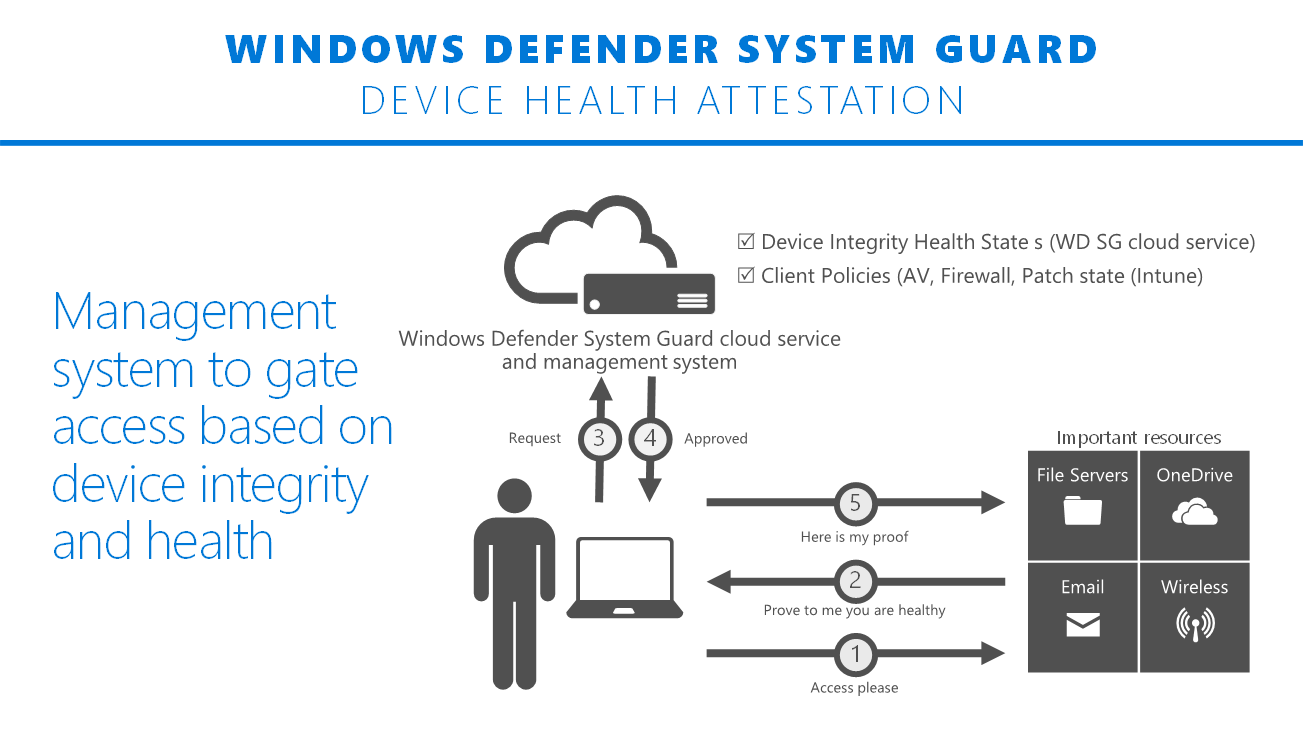 WINDOWS DEFENDER SYSTEM GUARD
DEVICE HEALTH ATTESTATION
Management
system to gate
access based on
device integrity
and health
☑ Device Integrity Health State s (WD SG cloud service)
☑ Client Policies (AV, Firewall, Patch state (Intune)
Windows Defender System Guard cloud service
and management system
Request
3
4
Approved
Important resources
File Servers
OneDrive
Email
Wireless
5
Here is my proof
2
Prove to me you are healthy
1
Access please